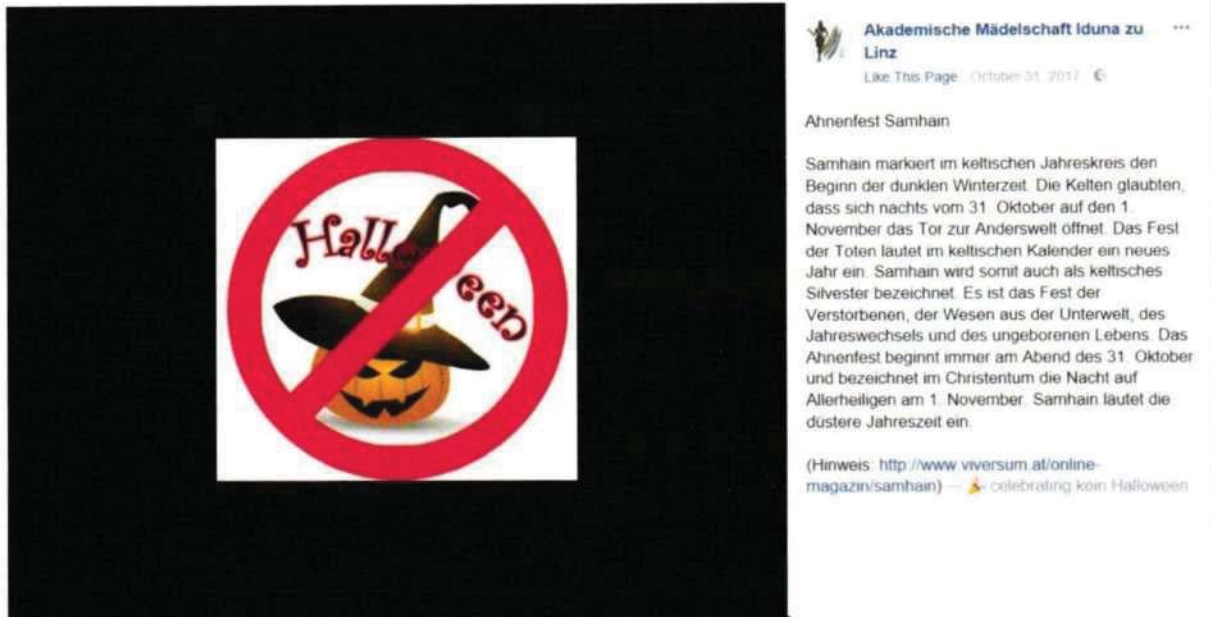 Halloween
Akademische Mädelschaft Iduna zu
Linz
Like This Page October 31, 2017
Ahnenfest Samhain
Samhain markiert im keltischen Jahreskreis den
Beginn der dunklen Winterzeit. Die Kelten glaubten,
dass sich nachts vom 31. Oktober auf den 1.
November das Tor zur Anderswelt öffnet. Das Fest
der Toten läutet im keltischen Kalender ein neues
Jahr ein. Samhain wird somit auch als keltisches
Silvester bezeichnet. Es ist das Fest der
Verstorbenen, der Wesen aus der Unterwelt, des
Jahreswechsels und des ungeborenen Lebens. Das
Ahnenfest beginnt immer am Abend des 31. Oktober
und bezeichnet im Christentum die Nacht auf
Allerheiligen am 1. November. Samhain läutet die
düstere Jahreszeit ein.
(Hinweis: http://www.viversum.at/online-
magazin/samhain) — celebrating kein Halloween